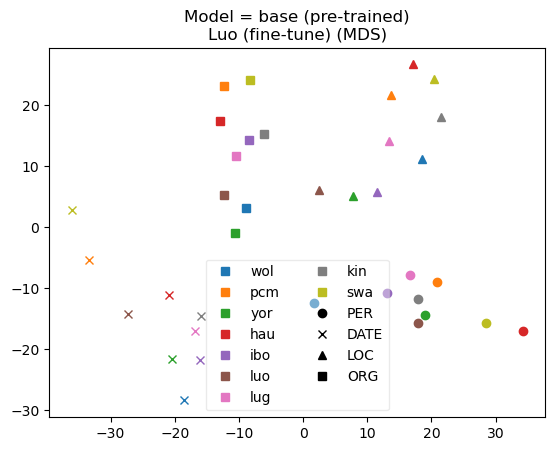 Model = base (pre-trained)
Luo (fine-tune) (MDS)
20
10
0
−10
−20
−30
wol
pcm
yor
hau
ibo
luo
lug
kin
swa
PER
DATE
LOC
ORG
−30
−20
−10
0
10
20
30